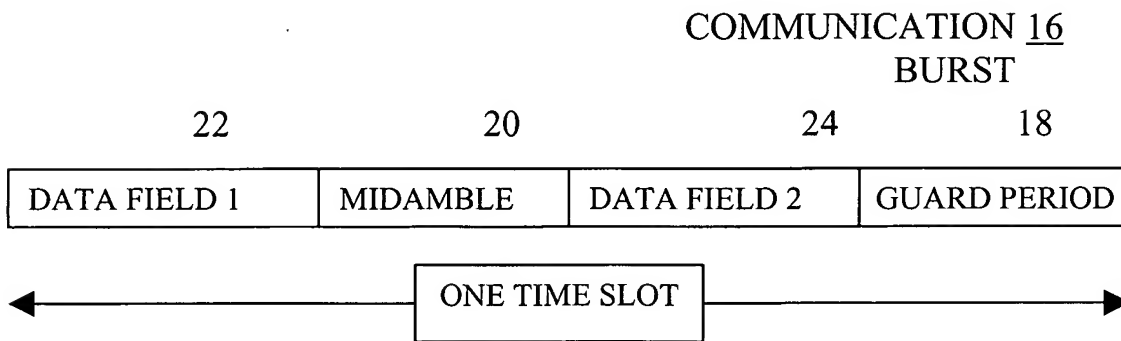 COMMUNICATION 16
BURST
22 20 24 18
DATA FIELD 1 MIDAMBLE DATA FIELD 2 GUARD PERIOD
ONE TIME SLOT